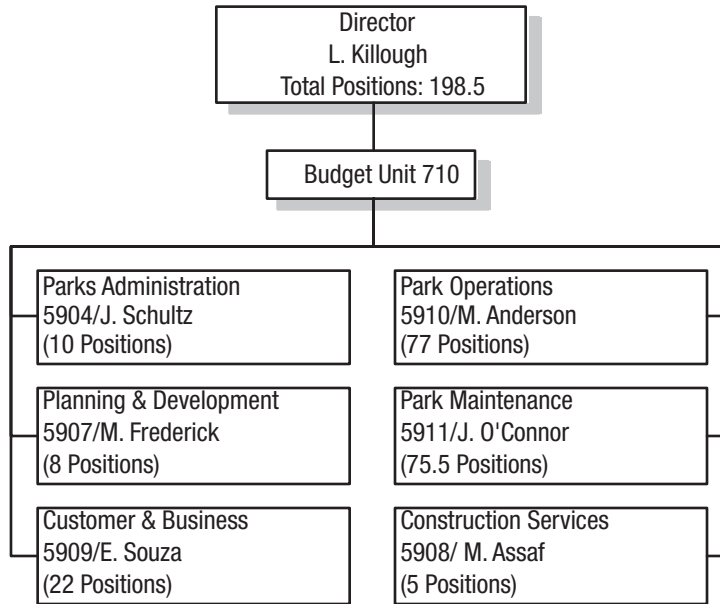 Director
L. Killough
Total Positions: 198.5
Budget Unit 710
Parks Administration
5904/J. Schultz
(10 Positions)
Planning & Development
5907/M. Frederick
(8 Positions)
Customer & Business
5909/E. Souza
(22 Positions)
Park Operations
5910/M. Anderson
(77 Positions)
Park Maintenance
5911/J. O'Connor
(75.5 Positions)
Construction Services
5908/ M. Assaf
(5 Positions)